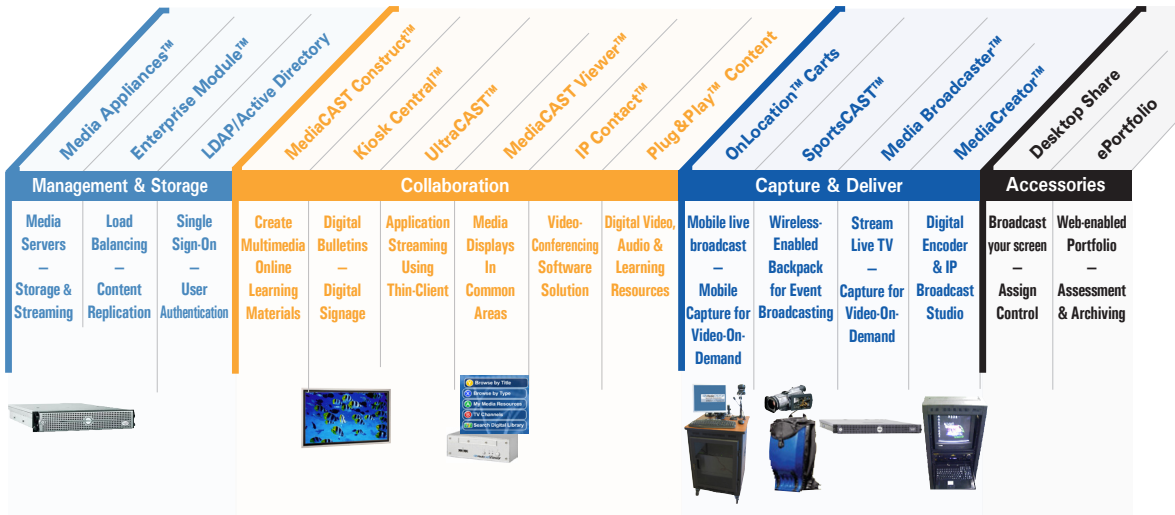 Media Appliances™
Enterprise Module™
LDAP/Active Directory
MediaCAST Construct™
Kiosk Central™
UltraCAST™
MediaCAST Viewer™
IP Contact™
Plug&Play™ Content
OnLocation™ Carts
SportsCAST™
Media Broadcaster™
MediaCreator™
Desktop Share
ePortfolio
Management & Storage
Collaboration
Capture & Deliver
Accessories
Media
Servers
–
Storage &
Streaming
Load
Balancing
–
Content
Replication
Single
Sign-On
–
User
Authentication
Create
Multimedia
Online
Learning
Materials
Digital
Bulletins
–
Digital
Signage
Application
Streaming
Using
Thin-Client
Media
Displays
In
Common
Areas
Video-
Conferencing
Software
Solution
Digital Video,
Audio &
Learning
Resources
Mobile live
broadcast
–
Mobile
Capture for
Video-On-
Demand
Wireless-
Enabled
Backpack
for Event
Broadcasting
Stream
Live TV
–
Capture for
Video-On-
Demand
Digital
Encoder
& IP
Broadcast
Studio
Broadcast
your screen
–
Assign
Control
Web-enabled
Portfolio
–
Assessment
& Archiving
Browse by Title
Browse by Type
My Media Resources
TV Channels
Search Digital Library